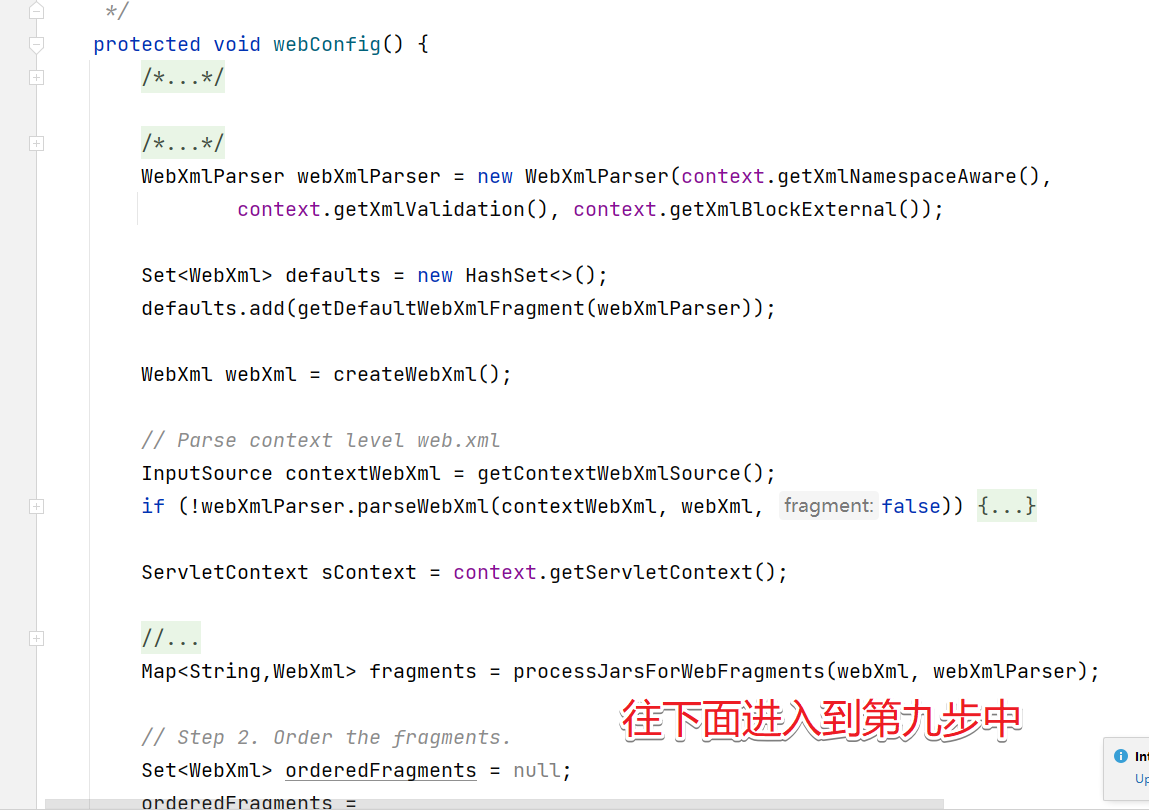 */
protected void webConfig() {
/*...*/
/*...*/
WebXmlParser webXmlParser = new WebXmlParser(context.getXmlNamespaceAware(),
context.getXmlValidation(), context.getXmlBlockExternal());
Set<WebXml> defaults = new HashSet<>();
defaults.add(getDefaultWebXmlFragment(webXmlParser));
WebXml webXml = createWebXml();
// Parse context level web.xml
InputSource contextWebXml = getContextWebXmlSource();
if (!webXmlParser.parseWebXml(contextWebXml, webXml, fragment: false)) {...}
ServletContext sContext = context.getServletContext();
//...
Map<String,WebXml> fragments = processJarsForWebFragments(webXml, webXmlParser);
往下面进入到第九步中
// Step 2. Order the fragments.
Set<WebXml> orderedFragments = null;
orderedFragments =